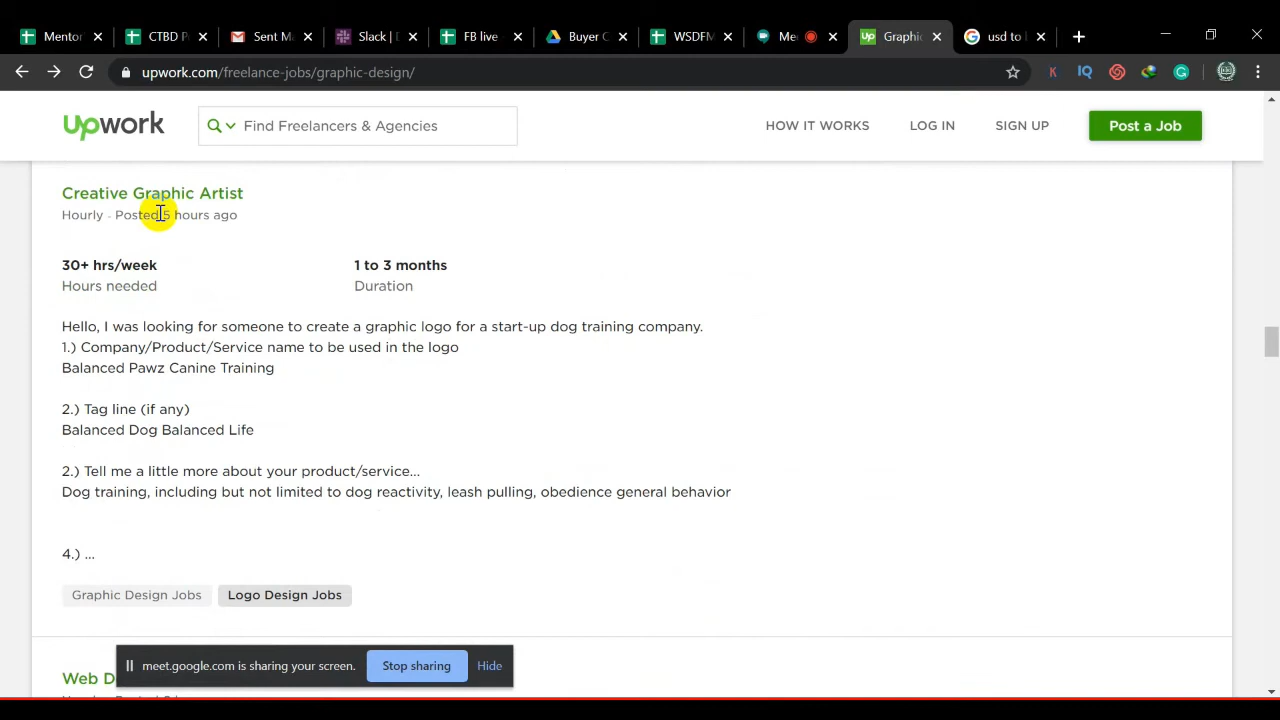 Mentor
CTBD P
Sent Ma
Slack | D
FB live
Buyer C
WSDFM
Me
Up
Graphic
usd to
upwork.com/freelance-jobs/graphic-design/
K
IQ
G
Upwork
Find Freelancers & Agencies
HOW IT WORKS
LOG IN
SIGN UP
Post a Job
Creative Graphic Artist
Hourly - Posted 5 hours ago
30+ hrs/week
1 to 3 months
Hours needed
Duration
Hello, I was looking for someone to create a graphic logo for a start-up dog training company.
1.) Company/Product/Service name to be used in the logo
Balanced Pawz Canine Training
2.) Tag line (if any)
Balanced Dog Balanced Life
2.) Tell me a little more about your product/service...
Dog training, including but not limited to dog reactivity, leash pulling, obedience general behavior
4.) ...
Graphic Design Jobs
Logo Design Jobs
meet.google.com is sharing your screen.
Stop sharing
Hide
Web D